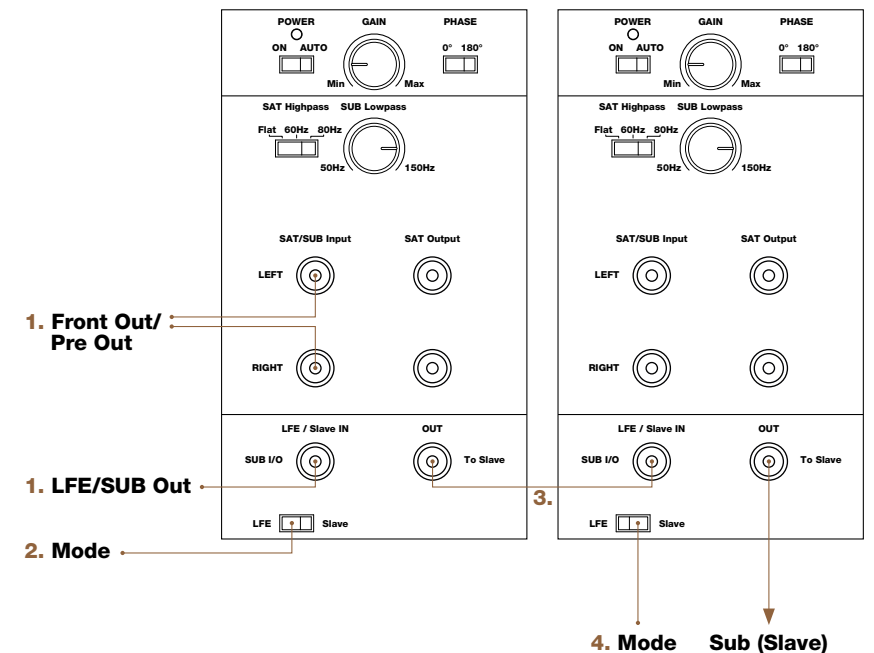 POWER GAIN PHASE
ON AUTO 0° 180°
Min Max
SAT Highpass SUB Lowpass
Flat 60Hz 80Hz
50Hz 150Hz
SAT/SUB Input SAT Output
LEFT
RIGHT
LFE / Slave IN OUT
SUB I/O To Slave
LFE Slave
POWER GAIN PHASE
ON AUTO 0° 180°
Min Max
SAT Highpass SUB Lowpass
Flat 60Hz 80Hz
50Hz 150Hz
SAT/SUB Input SAT Output
LEFT
RIGHT
LFE / Slave IN OUT
SUB I/O To Slave
LFE Slave
1. Front Out/
Pre Out
1. LFE/SUB Out
2. Mode
3.
4. Mode Sub (Slave)